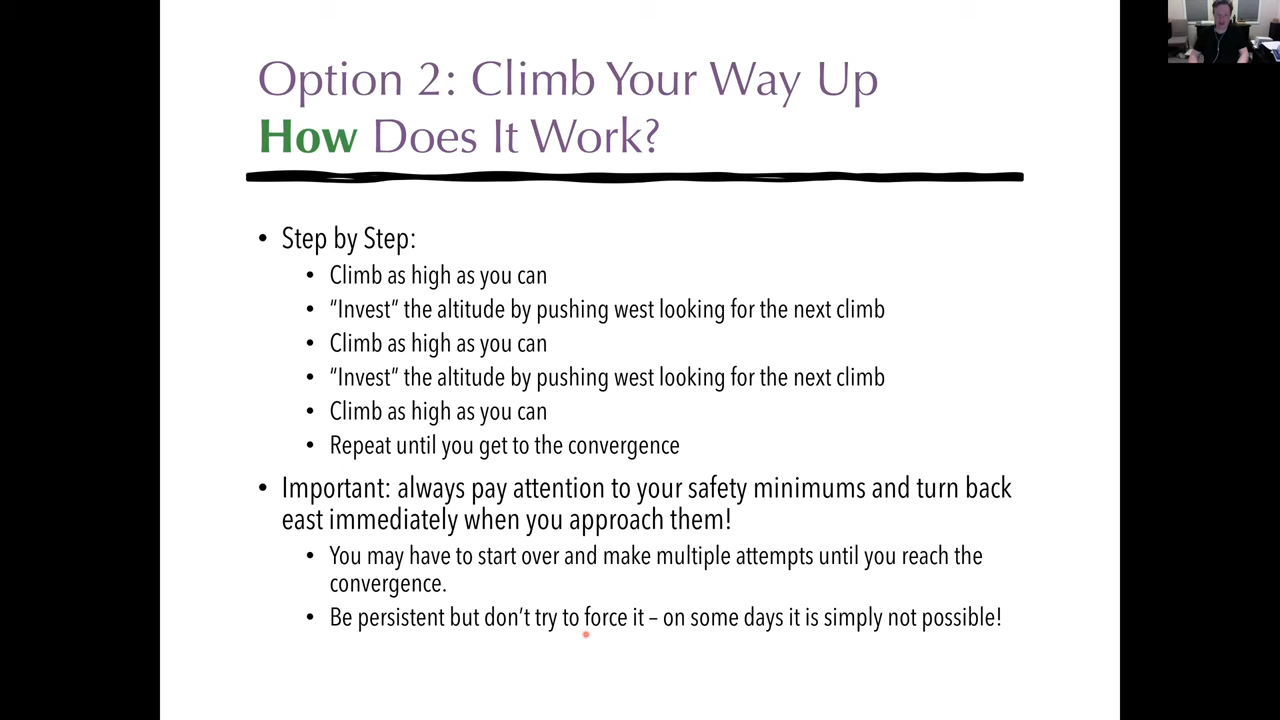 Option 2: Climb Your Way Up
How Does It Work?
• Step by Step:
• Climb as high as you can
• “Invest” the altitude by pushing west looking for the next climb
• Climb as high as you can
• “Invest” the altitude by pushing west looking for the next climb
• Climb as high as you can
• Repeat until you get to the convergence
• Important: always pay attention to your safety minimums and turn back
east immediately when you approach them!
• You may have to start over and make multiple attempts until you reach the
convergence.
• Be persistent but don’t try to force it – on some days it is simply not possible!